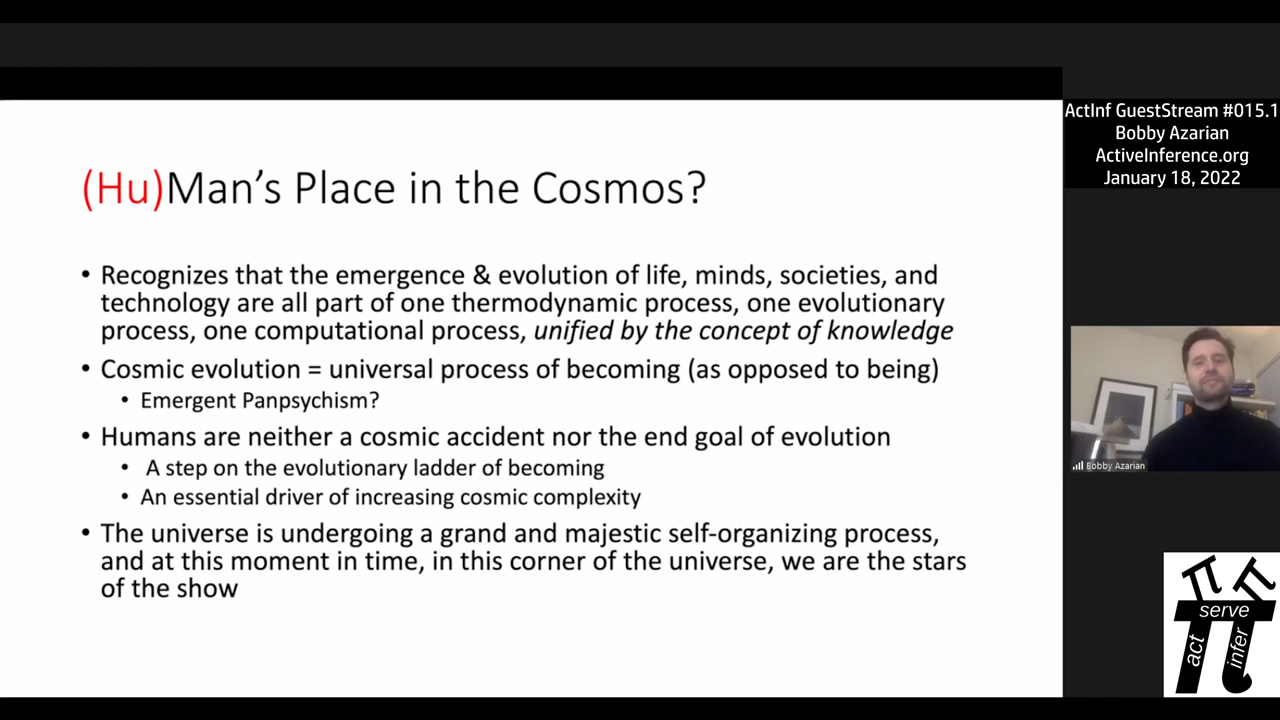 (Hu)Man's Place in the Cosmos?
• Recognizes that the emergence & evolution of life, minds, societies, and
technology are all part of one thermodynamic process, one evolutionary
process, one computational process, unified by the concept of knowledge
• Cosmic evolution = universal process of becoming (as opposed to being)
• Emergent Panpsychism?
• Humans are neither a cosmic accident nor the end goal of evolution
• A step on the evolutionary ladder of becoming
• An essential driver of increasing cosmic complexity
• The universe is undergoing a grand and majestic self-organizing process,
and at this moment in time, in this corner of the universe, we are the stars
of the show
ActInf GuestStream #015.1
Bobby Azarian
ActiveInference.org
January 18, 2022
Bobby Azarian
π π
serve
π
act
infer